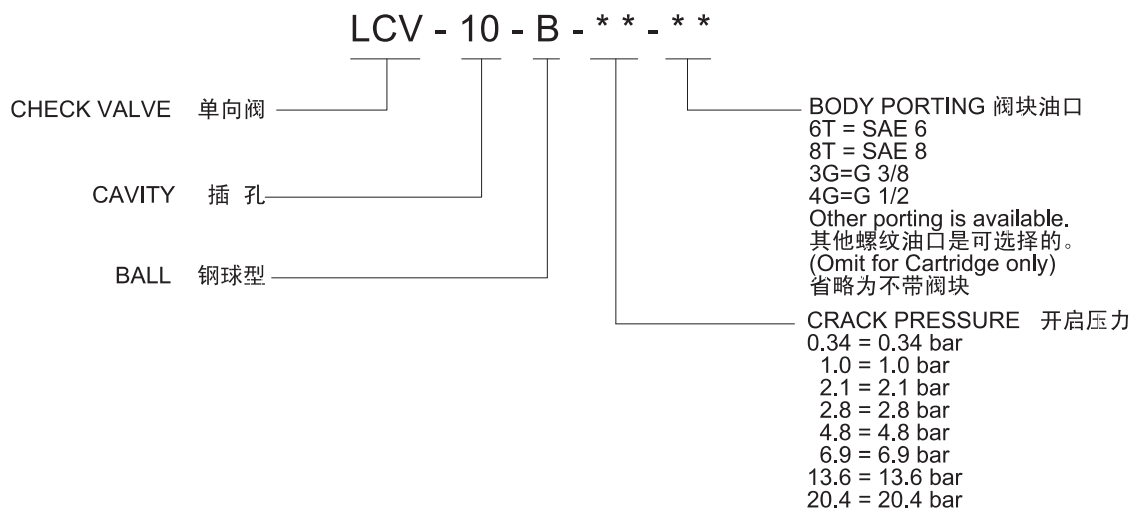 LCV - 10 - B - * * - * *
CHECK VALVE 单向阀
CAVITY 插 孔
BALL 钢球型
BODY PORTING 阀块油口
6T = SAE 6
8T = SAE 8
3G=G 3/8
4G=G 1/2
Other porting is available.
其他螺纹油口是可选择的。
(Omit for Cartridge only)
省略为不带阀块
CRACK PRESSURE 开启压力
0.34 = 0.34 bar
1.0 = 1.0 bar
2.1 = 2.1 bar
2.8 = 2.8 bar
4.8 = 4.8 bar
6.9 = 6.9 bar
13.6 = 13.6 bar
20.4 = 20.4 bar